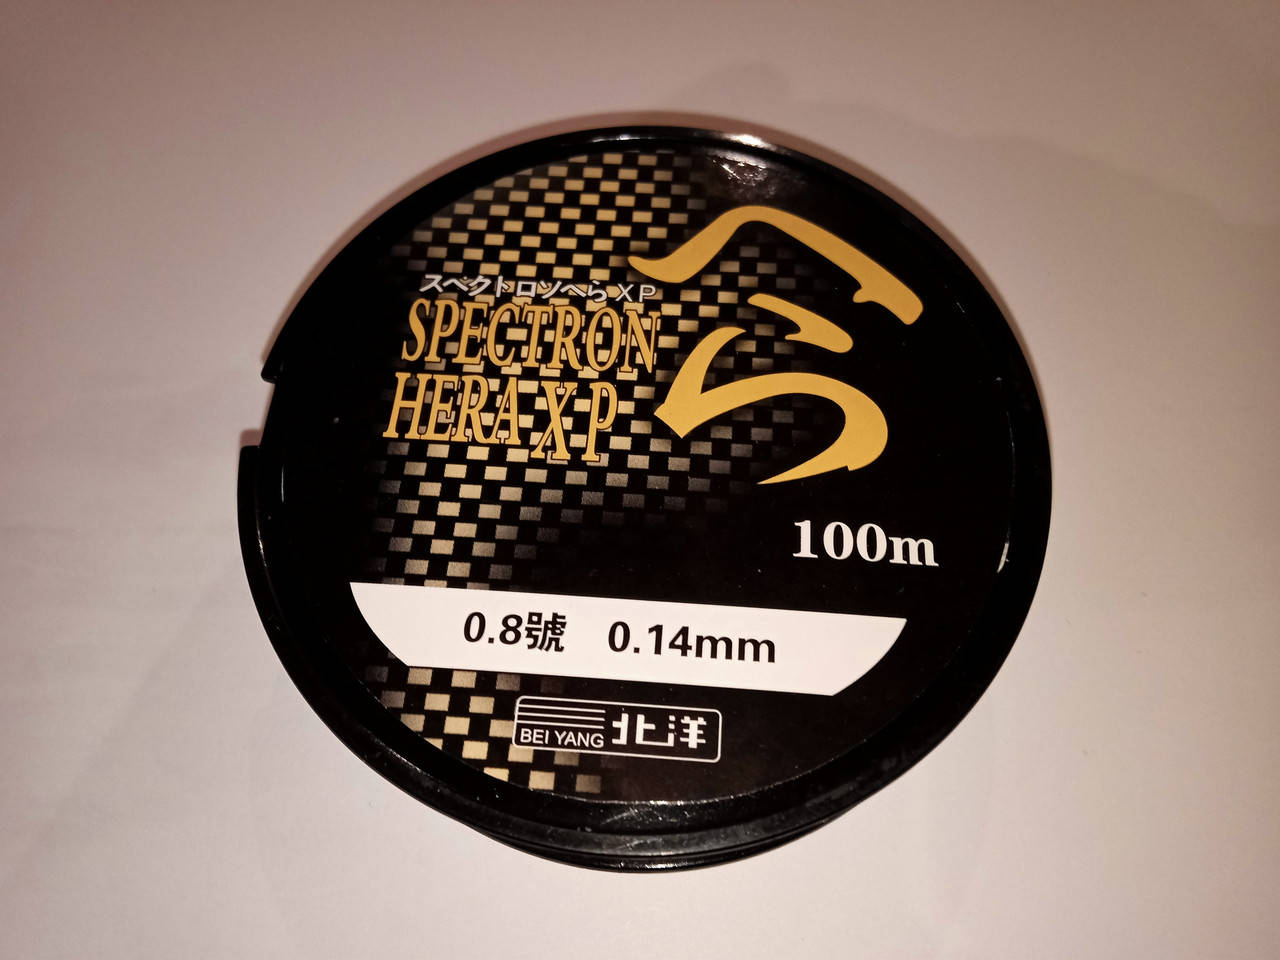 スペクトロソへらXP
SPECTRON
HERA XP
へら
100m
0.8號 0.14mm
BEI YANG 北洋